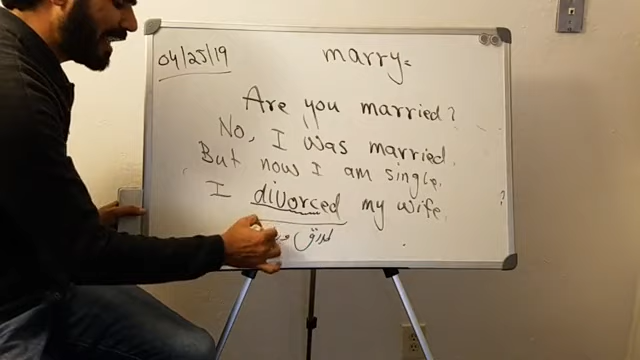 04/25/19
marry
Are you married?
No, I was married.
But now I am single.
I divorced my wife.
?